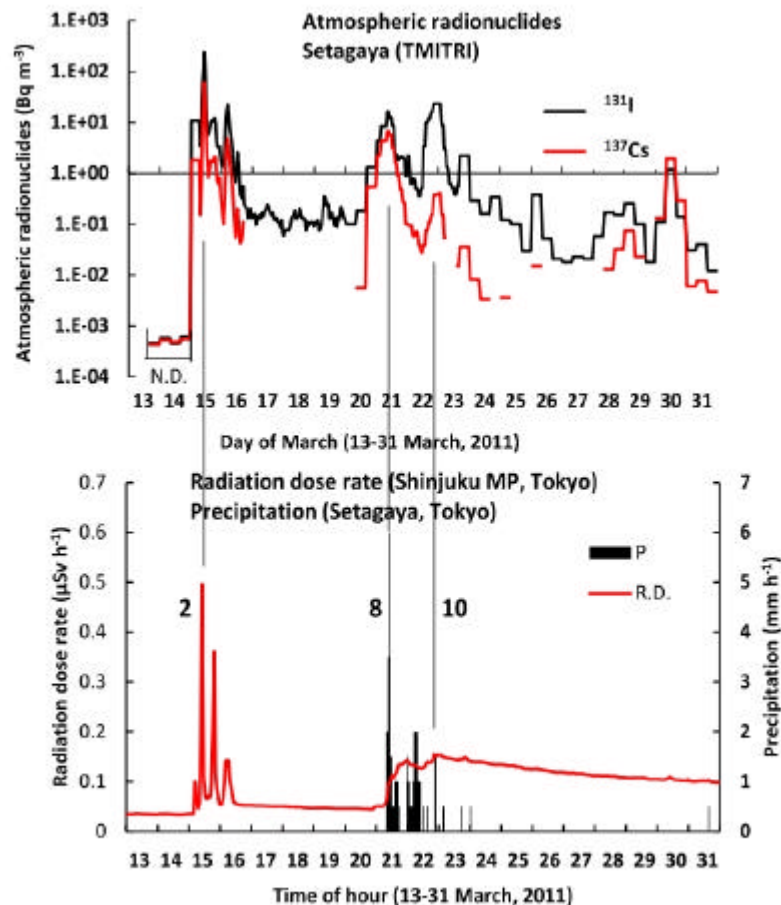 Atmospheric radionuclides
Setagaya (TMITRI)
Atmospheric radionuclides (Bq m⁻³)
1.E+03
1.E+02
1.E+01
1.E+00
1.E-01
1.E-02
1.E-03
1.E-04
¹³¹I
¹³⁷Cs
N.D.
13 14 15 16 17 18 19 20 21 22 23 24 25 26 27 28 29 30 31
Day of March (13-31 March, 2011)
Radiation dose rate (Shinjuku MP, Tokyo)
Precipitation (Setagaya, Tokyo)
Radiation dose rate (µSv h⁻¹)
0.7
0.6
0.5
0.4
0.3
0.2
0.1
0
2
8
10
P
R.D.
7
6
5
4
3
2
1
0
Precipitation (mm h⁻¹)
13 14 15 16 17 18 19 20 21 22 23 24 25 26 27 28 29 30 31
Time of hour (13-31 March, 2011)